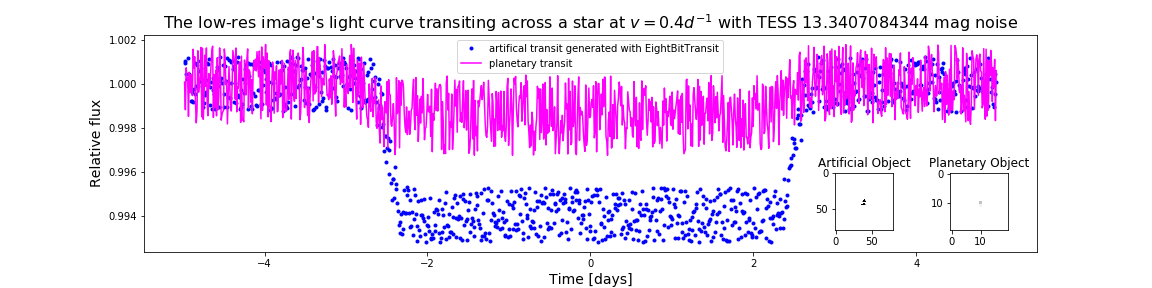 The low-res image's light curve transiting across a star at v = 0.4d⁻¹ with TESS 13.3407084344 mag noise
artifical transit generated with EightBitTransit
planetary transit
1.002
1.000
0.998
0.996
0.994
Relative flux
−4
−2
0
2
4
Time [days]
Artificial Object
0
50
0
50
Planetary Object
0
10
0
10